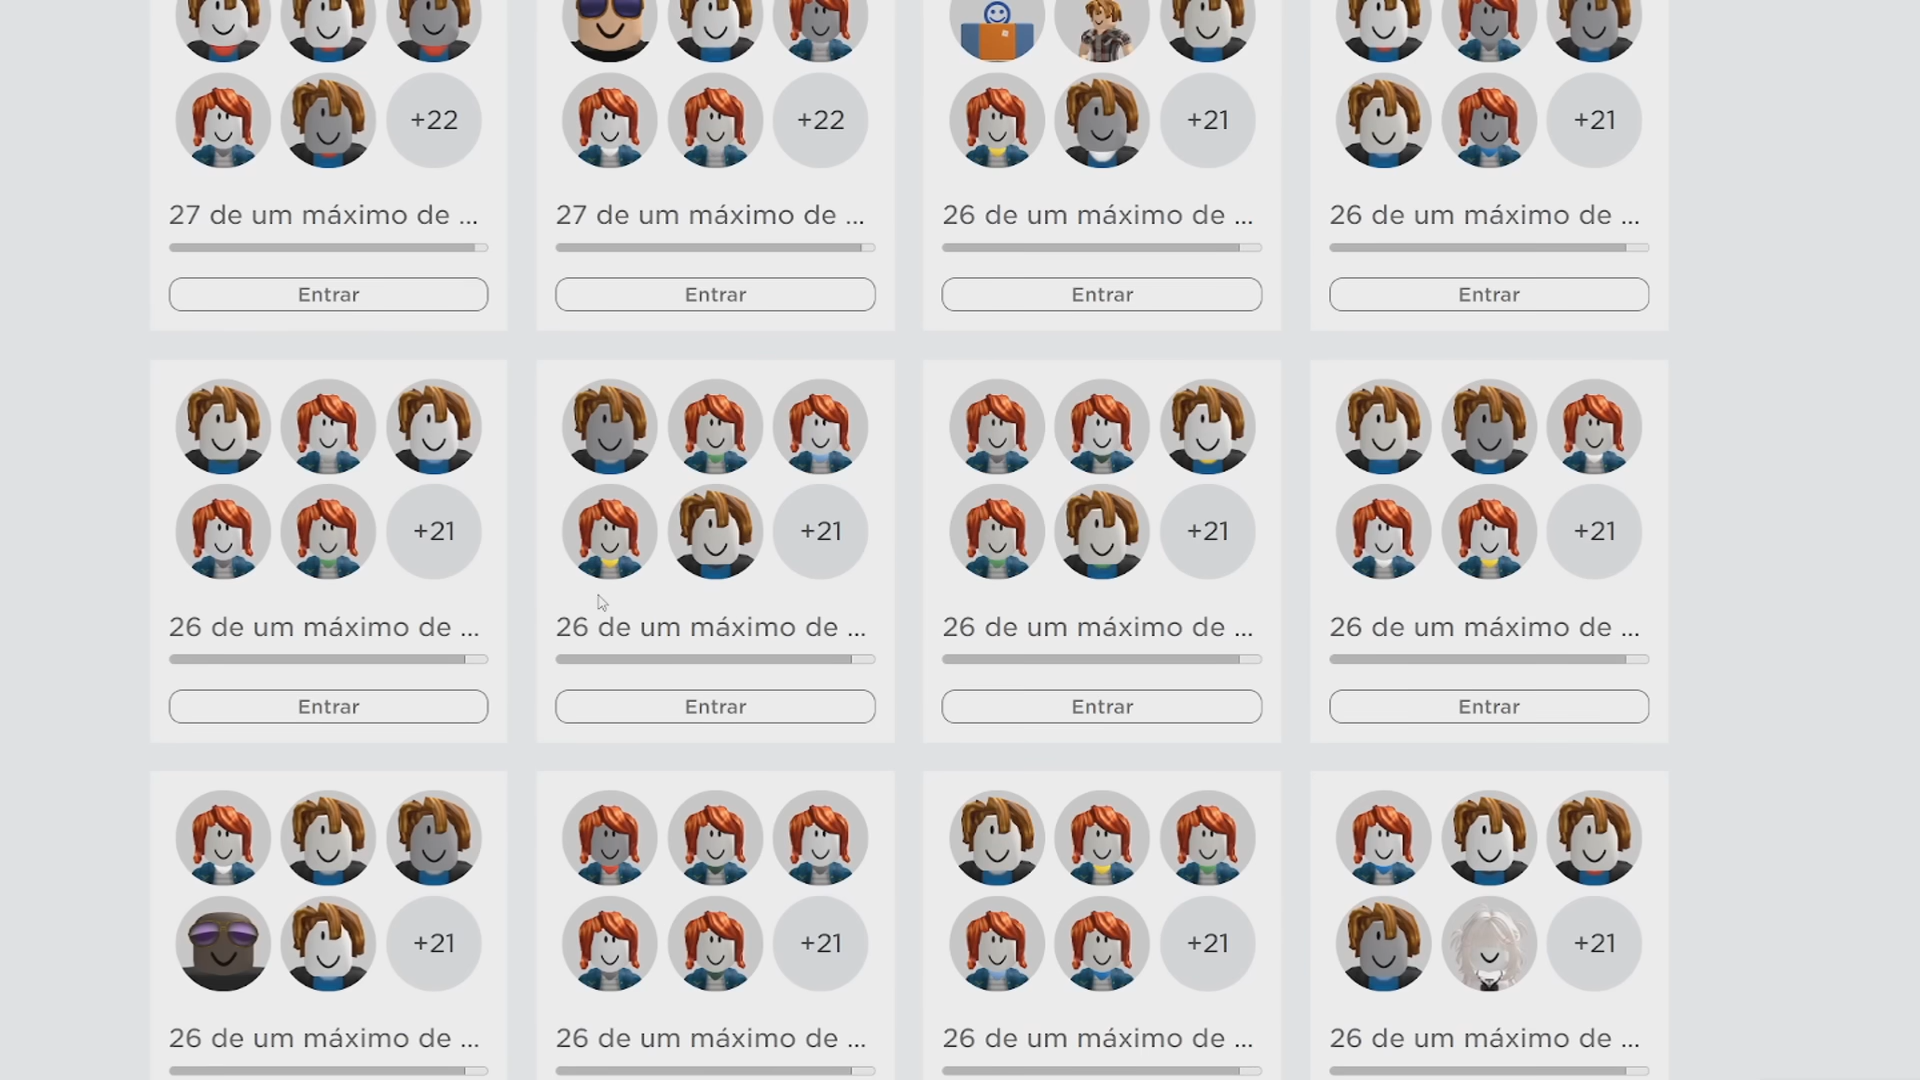 +22 +22 +21 +21
27 de um máximo de ... 27 de um máximo de ... 26 de um máximo de ... 26 de um máximo de ...
Entrar Entrar Entrar Entrar
+21 +21 +21 +21
26 de um máximo de ... 26 de um máximo de ... 26 de um máximo de ... 26 de um máximo de ...
Entrar Entrar Entrar Entrar
+21 +21 +21 +21
26 de um máximo de ... 26 de um máximo de ... 26 de um máximo de ... 26 de um máximo de ...